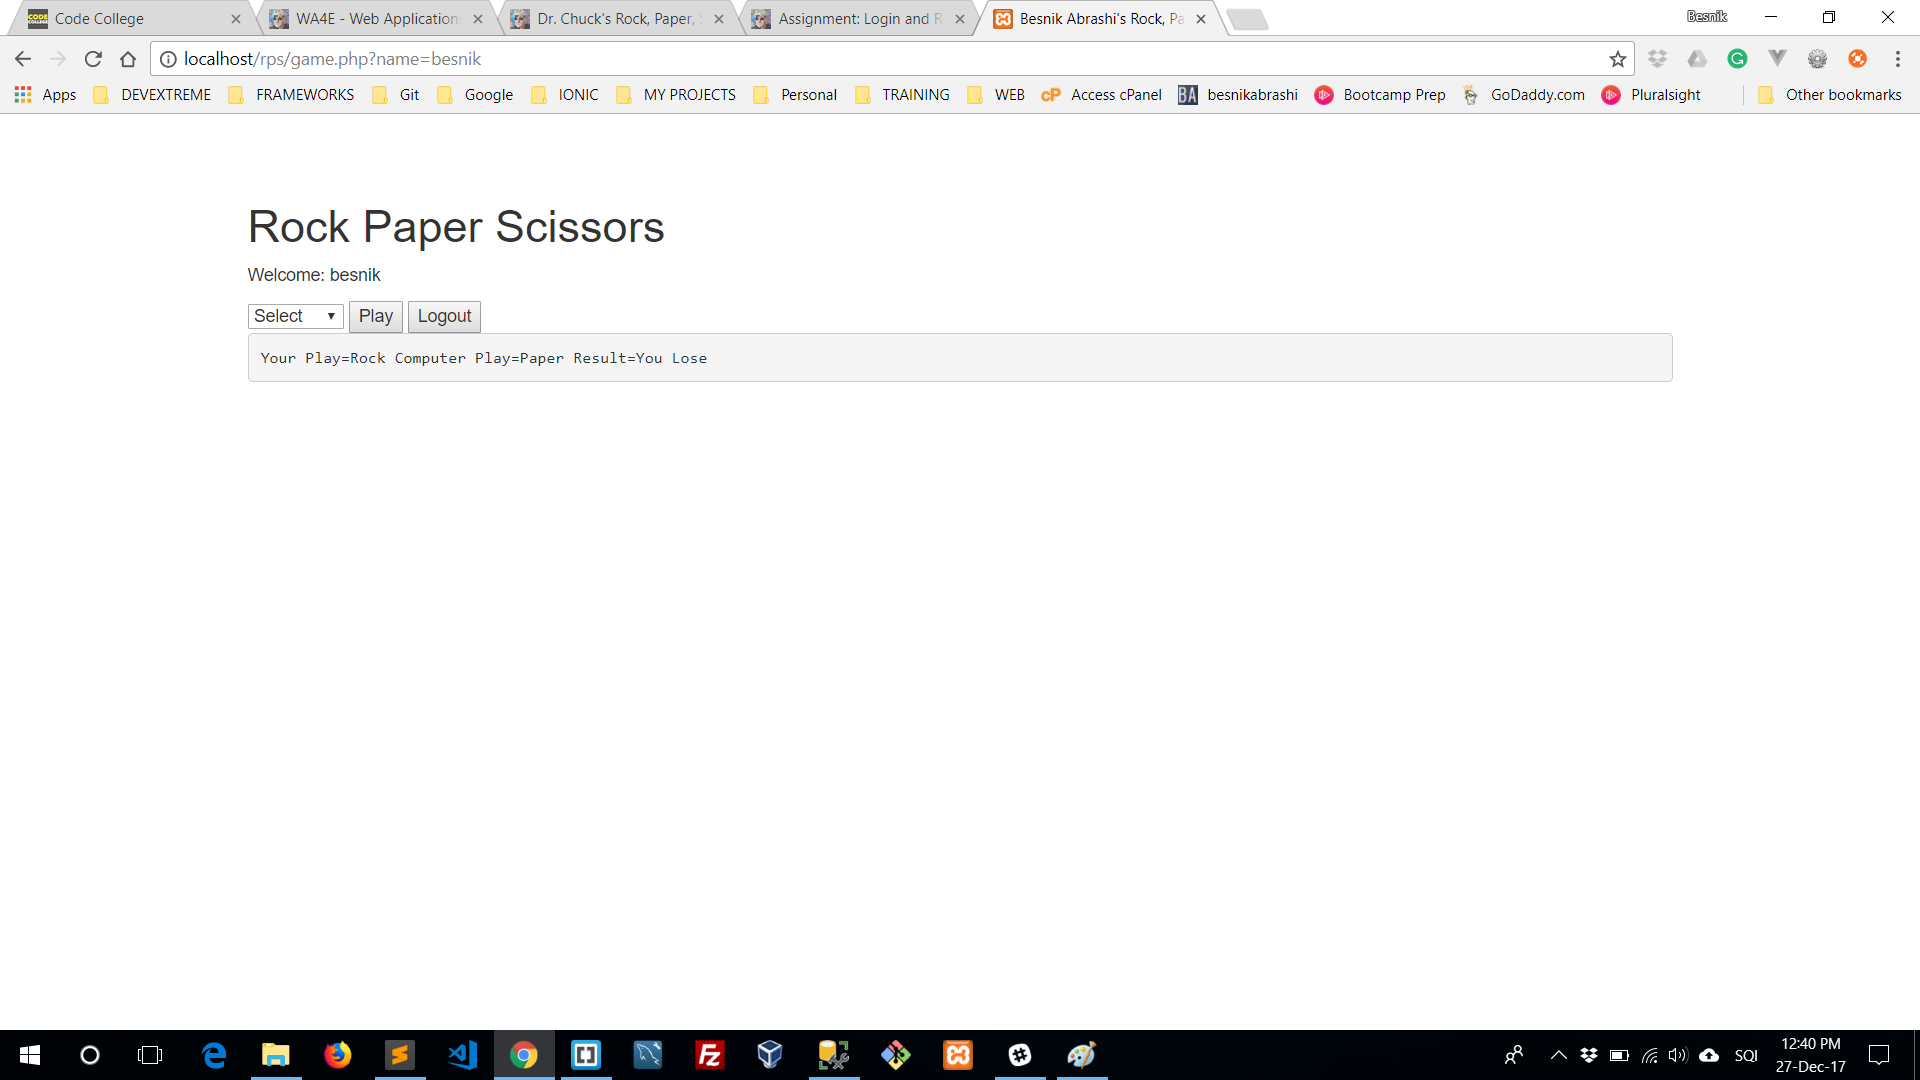 Code College
WA4E - Web Application
Dr. Chuck's Rock, Paper,
Assignment: Login and R
Besnik Abrashi's Rock, Pa
Besnik
localhost/rps/game.php?name=besnik
Apps DEVEXTREME FRAMEWORKS Git Google IONIC MY PROJECTS Personal TRAINING WEB cP Access cPanel BA besnikabrashi Bootcamp Prep GoDaddy.com Pluralsight Other bookmarks
Rock Paper Scissors
Welcome: besnik
Select Play Logout
Your Play=Rock Computer Play=Paper Result=You Lose
SQI
12:40 PM
27-Dec-17